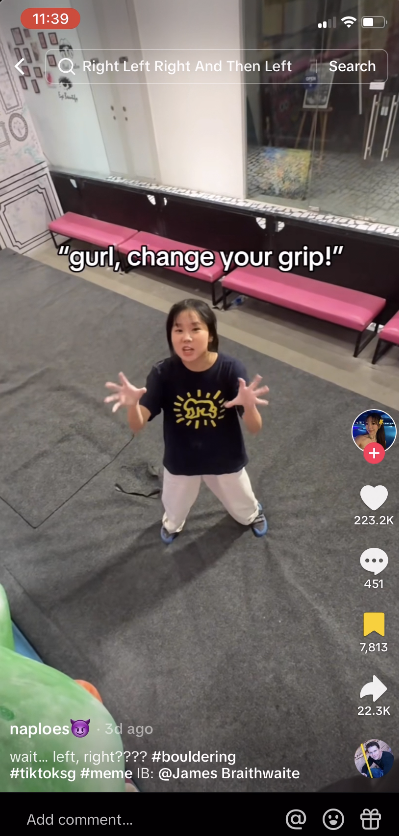 11:39
Right Left Right And Then Left
Search
“gurl, change your grip!”
223.2K
451
7,813
22.3K
naploes😈 · 3d ago
wait... left, right???? #bouldering
#tiktoksg #meme IB: @James Braithwaite
Add comment...